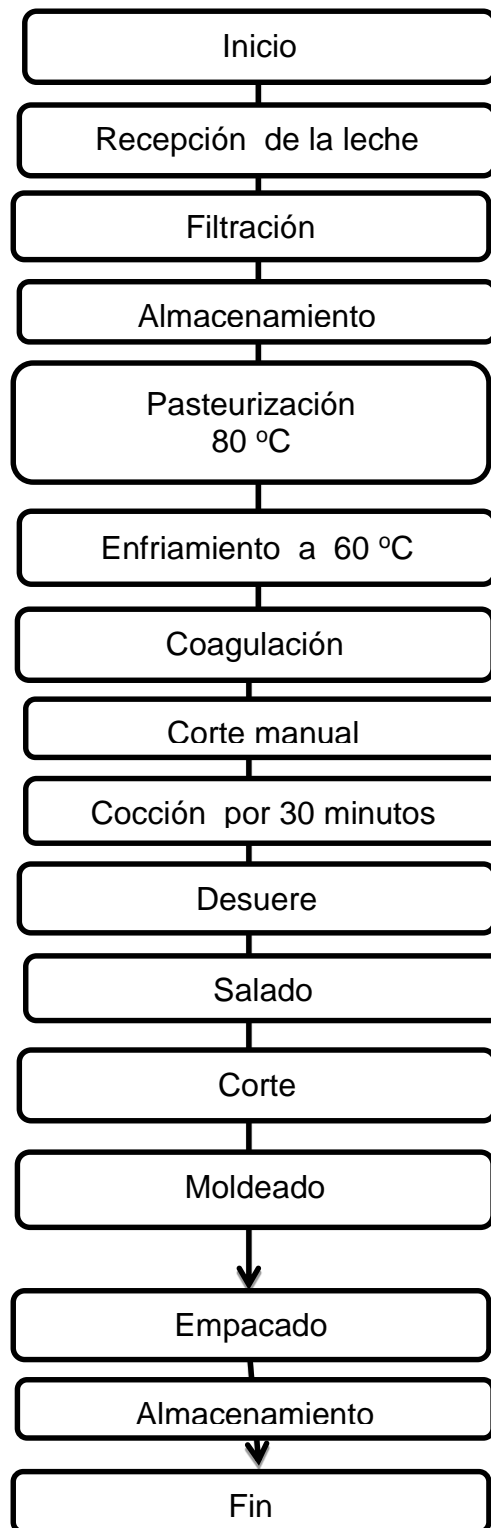 Inicio
Recepción de la leche
Filtración
Almacenamiento
Pasteurización
80 ºC
Enfriamiento a 60 ºC
Coagulación
Corte manual
Cocción por 30 minutos
Desuere
Salado
Corte
Moldeado
Empacado
Almacenamiento
Fin